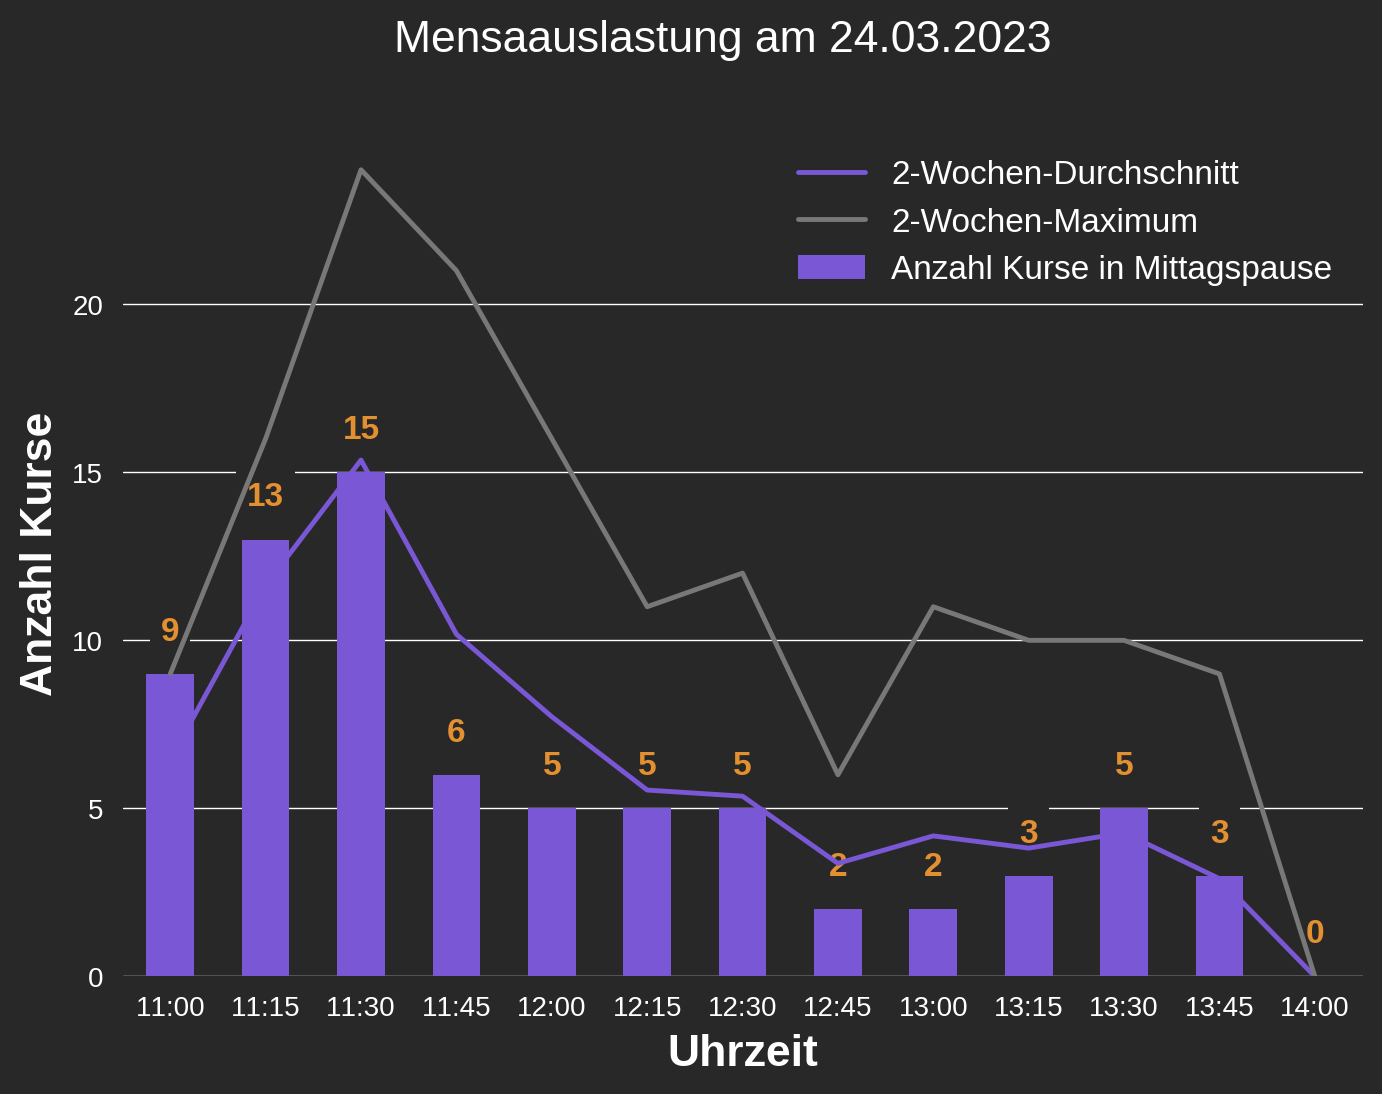 Mensaauslastung am 24.03.2023
2-Wochen-Durchschnitt
2-Wochen-Maximum
Anzahl Kurse in Mittagspause
Anzahl Kurse
20
15
10
5
0
9
13
15
6
5
5
5
2
2
3
5
3
0
11:00 11:15 11:30 11:45 12:00 12:15 12:30 12:45 13:00 13:15 13:30 13:45 14:00
Uhrzeit